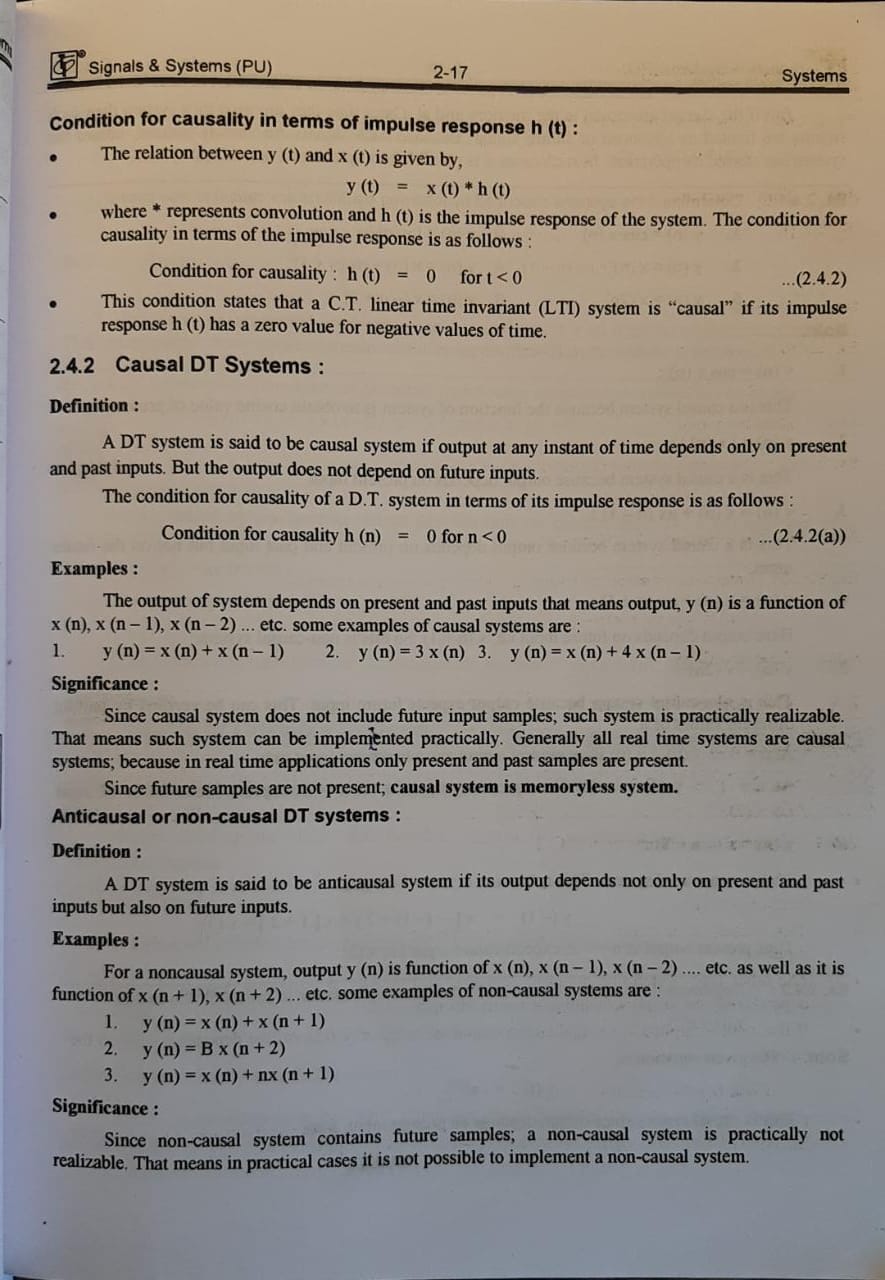 Signals & Systems (PU) 2-17 Systems
Condition for causality in terms of impulse response h (t) :
• The relation between y (t) and x (t) is given by,
y (t) = x (t) * h (t)
• where * represents convolution and h (t) is the impulse response of the system. The condition for
causality in terms of the impulse response is as follows :
Condition for causality : h (t) = 0 for t < 0 ...(2.4.2)
• This condition states that a C.T. linear time invariant (LTI) system is “causal” if its impulse
response h (t) has a zero value for negative values of time.
2.4.2 Causal DT Systems :
Definition :
A DT system is said to be causal system if output at any instant of time depends only on present
and past inputs. But the output does not depend on future inputs.
The condition for causality of a D.T. system in terms of its impulse response is as follows :
Condition for causality h (n) = 0 for n < 0 ...(2.4.2(a))
Examples :
The output of system depends on present and past inputs that means output, y (n) is a function of
x (n), x (n – 1), x (n – 2) ... etc. some examples of causal systems are :
1. y (n) = x (n) + x (n – 1) 2. y (n) = 3 x (n) 3. y (n) = x (n) + 4 x (n – 1)
Significance :
Since causal system does not include future input samples; such system is practically realizable.
That means such system can be implemented practically. Generally all real time systems are causal
systems; because in real time applications only present and past samples are present.
Since future samples are not present; causal system is memoryless system.
Anticausal or non-causal DT systems :
Definition :
A DT system is said to be anticausal system if its output depends not only on present and past
inputs but also on future inputs.
Examples :
For a noncausal system, output y (n) is function of x (n), x (n – 1), x (n – 2) .... etc. as well as it is
function of x (n + 1), x (n + 2) ... etc. some examples of non-causal systems are :
1. y (n) = x (n) + x (n + 1)
2. y (n) = B x (n + 2)
3. y (n) = x (n) + nx (n + 1)
Significance :
Since non-causal system contains future samples; a non-causal system is practically not
realizable. That means in practical cases it is not possible to implement a non-causal system.